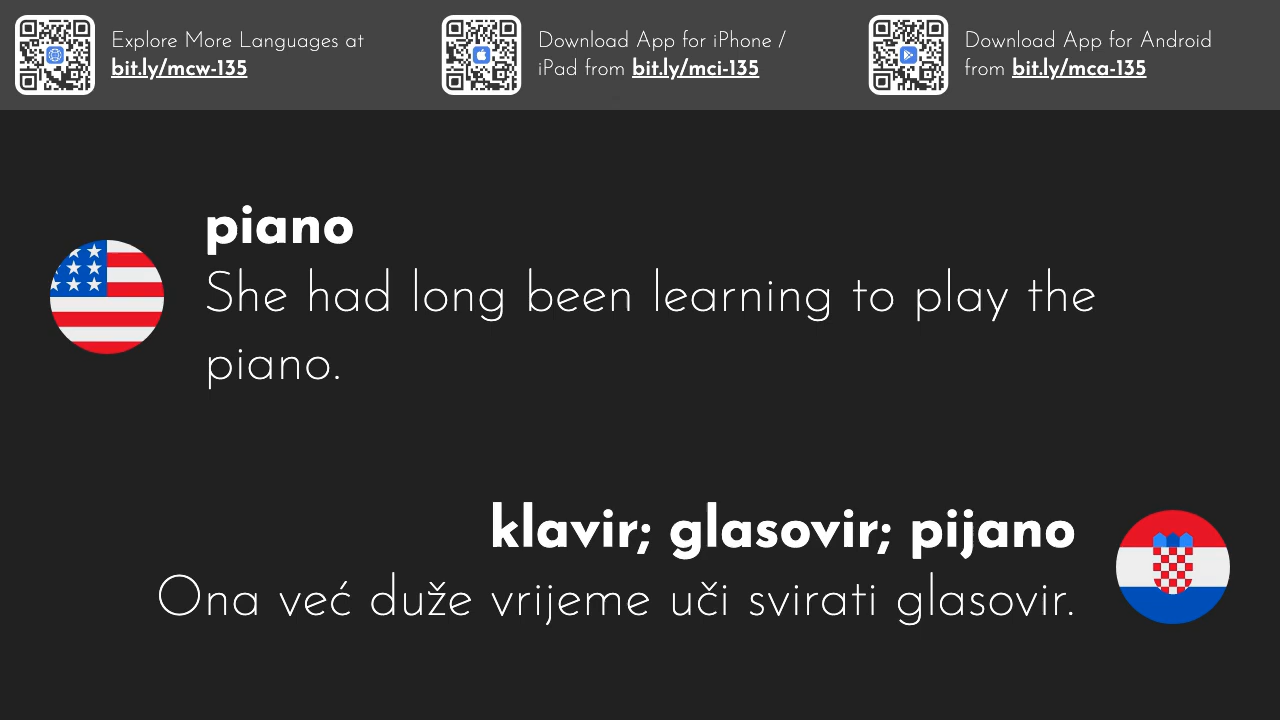 Explore More Languages at
bit.ly/mcw-135
Download App for iPhone /
iPad from bit.ly/mci-135
Download App for Android
from bit.ly/mca-135
piano
She had long been learning to play the
piano.
klavir; glasovir; pijano
Ona već duže vrijeme uči svirati glasovir.